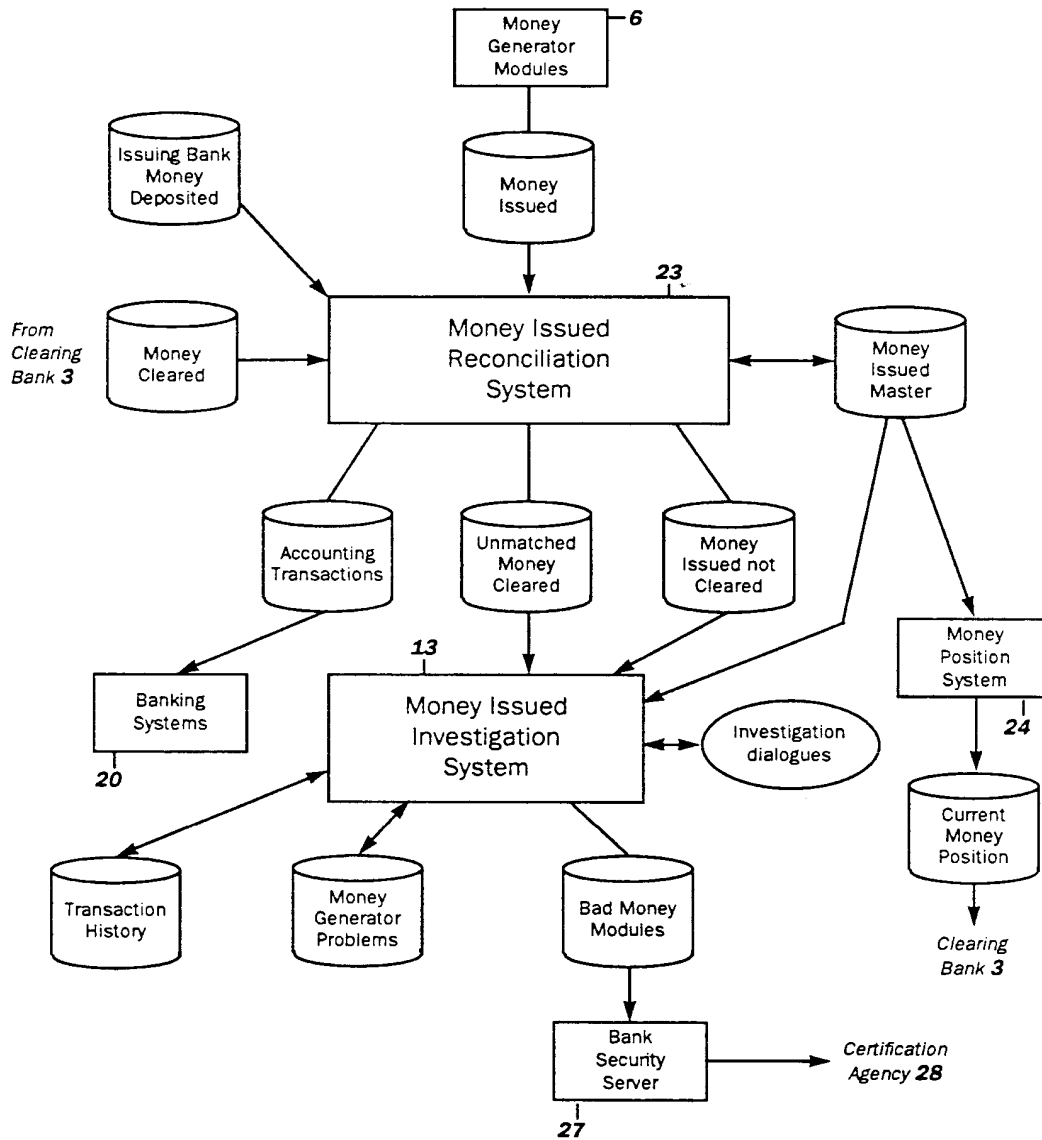 Money
Generator
Modules
6
Issuing Bank
Money
Deposited
Money
Issued
23
From
Clearing
Bank 3
Money
Cleared
Money Issued
Reconciliation
System
Money
Issued
Master
Accounting
Transactions
Unmatched
Money
Cleared
Money
Issued not
Cleared
13
Banking
Systems
20
Money Issued
Investigation
System
Investigation
dialogues
Money
Position
System
24
Transaction
History
Money
Generator
Problems
Bad Money
Modules
Current
Money
Position
Clearing
Bank 3
Bank
Security
Server
27
Certification
Agency 28